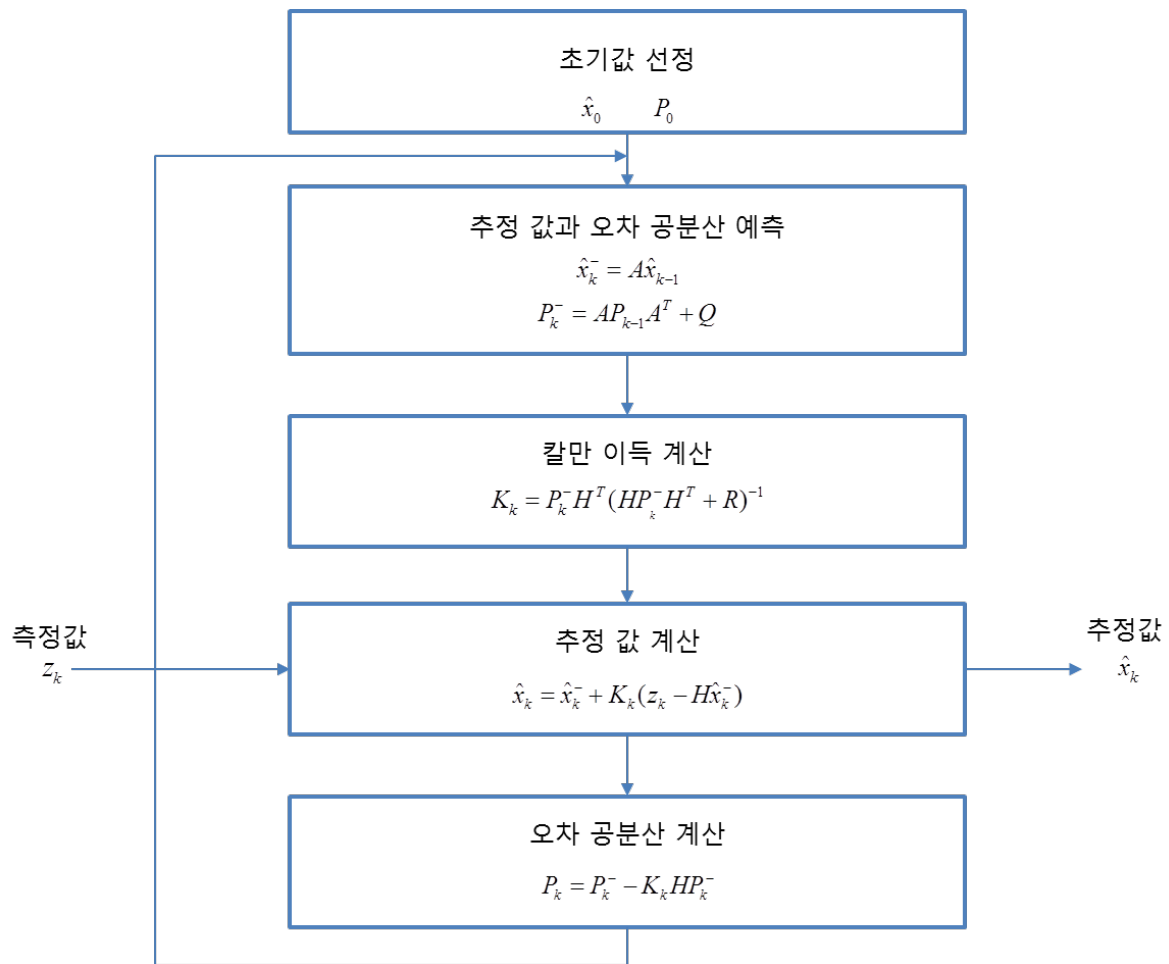 초기값 선정
x̂₀ P₀
추정 값과 오차 공분산 예측
x̂ₖ⁻ = Ax̂ₖ₋₁
Pₖ⁻ = APₖ₋₁Aᵀ + Q
칼만 이득 계산
Kₖ = Pₖ⁻Hᵀ(HPₖ⁻Hᵀ + R)⁻¹
측정값
zₖ
추정 값 계산
x̂ₖ = x̂ₖ⁻ + Kₖ(zₖ − Hx̂ₖ⁻)
추정값
x̂ₖ
오차 공분산 계산
Pₖ = Pₖ⁻ − KₖHPₖ⁻